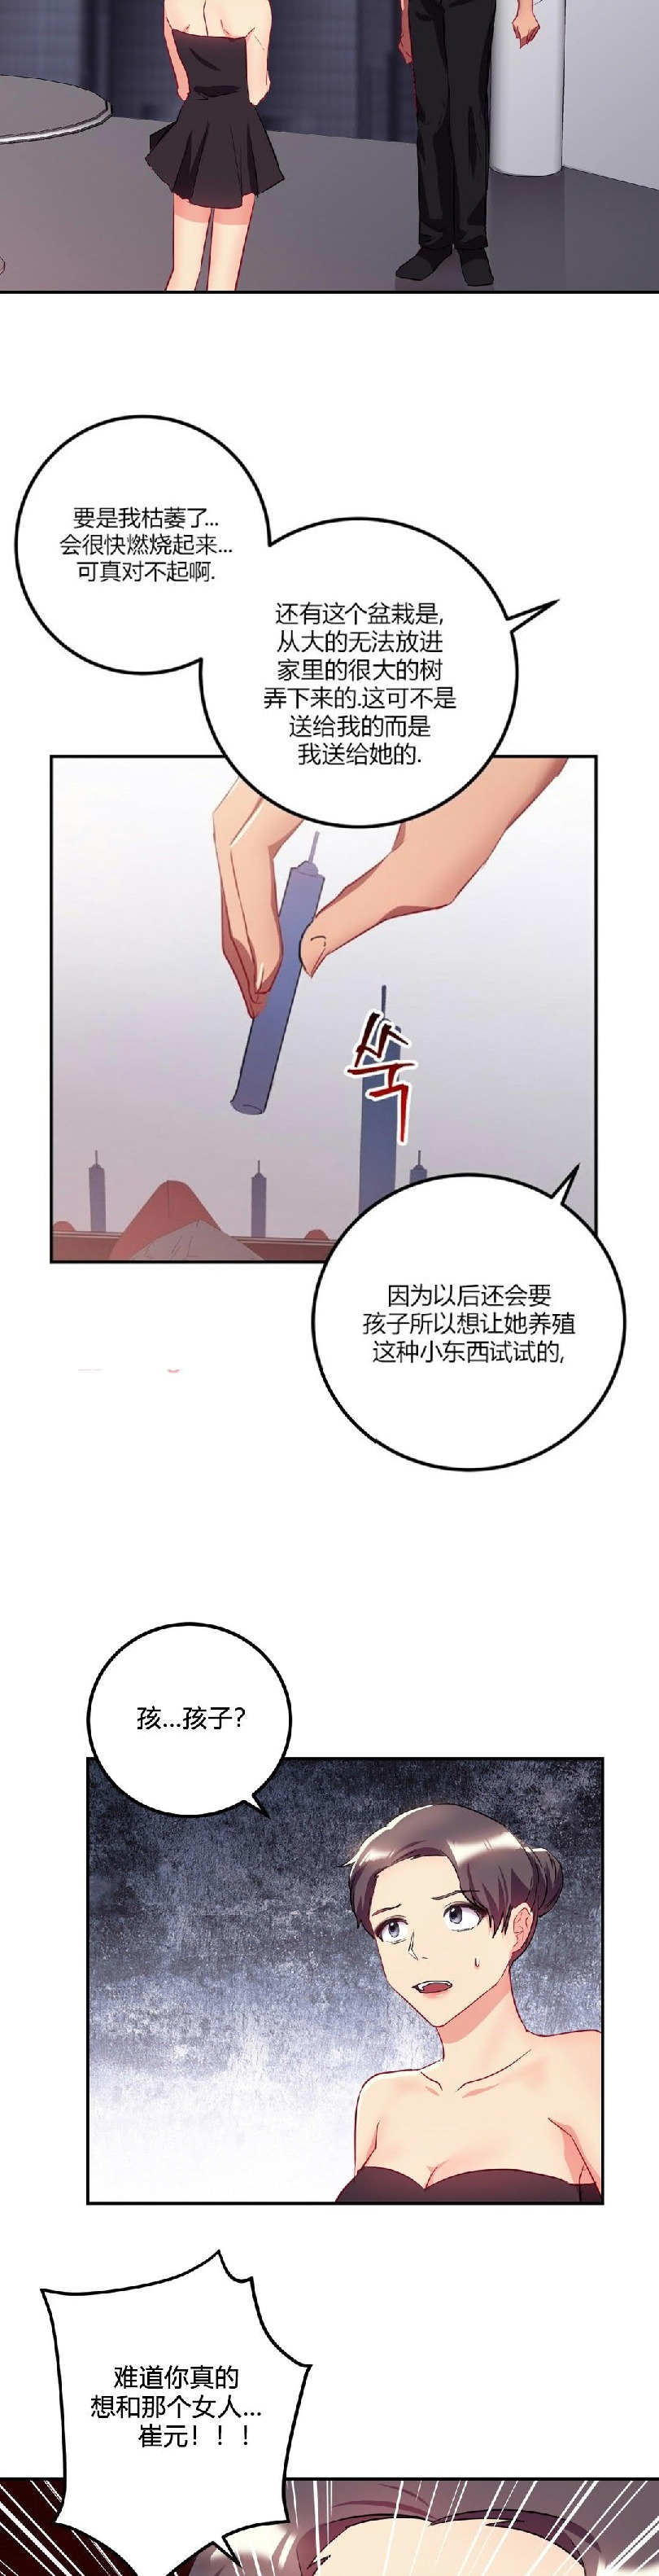 要是我枯萎了...
会很快燃烧起来...
可真对不起啊.
还有这个盆栽是,
从大的无法放进
家里的很大的树
弄下来的.这可不是
送给我的而是
我送给她的.
쑥
因为以后还会要
孩子所以想让她养殖
这种小东西试试的,
孩...孩子?
难道你真的
想和那个女人...
崔元！！！